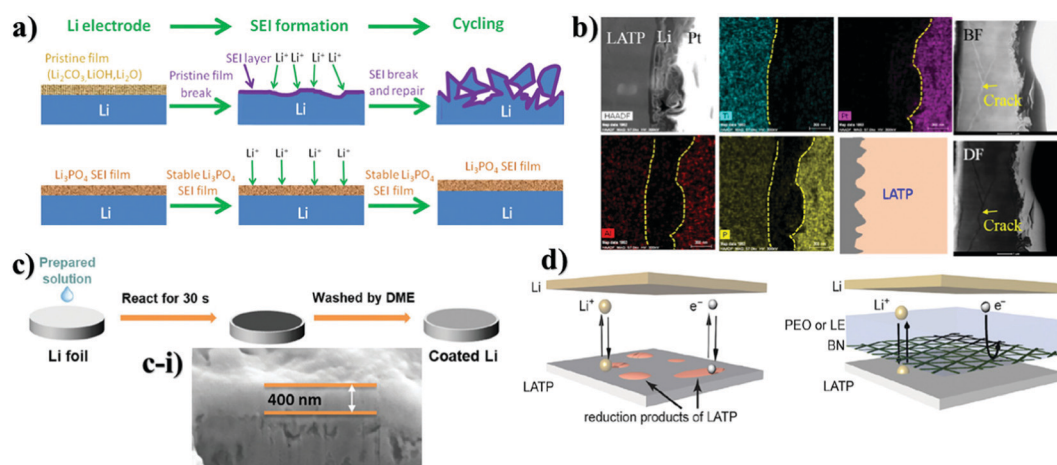 a)
Li electrode
SEI formation
Cycling
Pristine film
(Li₂CO₃,LiOH,Li₂O)
Li
Pristine film
break
SEI layer
Li⁺ Li⁺ Li⁺ Li⁺
Li
SEI break
and repair
Li
Li₃PO₄ SEI film
Li
Stable Li₃PO₄
SEI film
Li⁺ Li⁺ Li⁺ Li⁺
Li
Stable Li₃PO₄
SEI film
Li₃PO₄ SEI film
Li
b)
LATP Li Pt
HAADF
Ti
Pt
BF
Crack
Al
P
LATP
DF
Crack
c)
Prepared
solution
Li foil
React for 30 s
Washed by DME
Coated Li
c-i)
400 nm
d)
Li
Li⁺
e⁻
LATP
reduction products of LATP
Li
Li⁺
e⁻
PEO or LE
BN
LATP